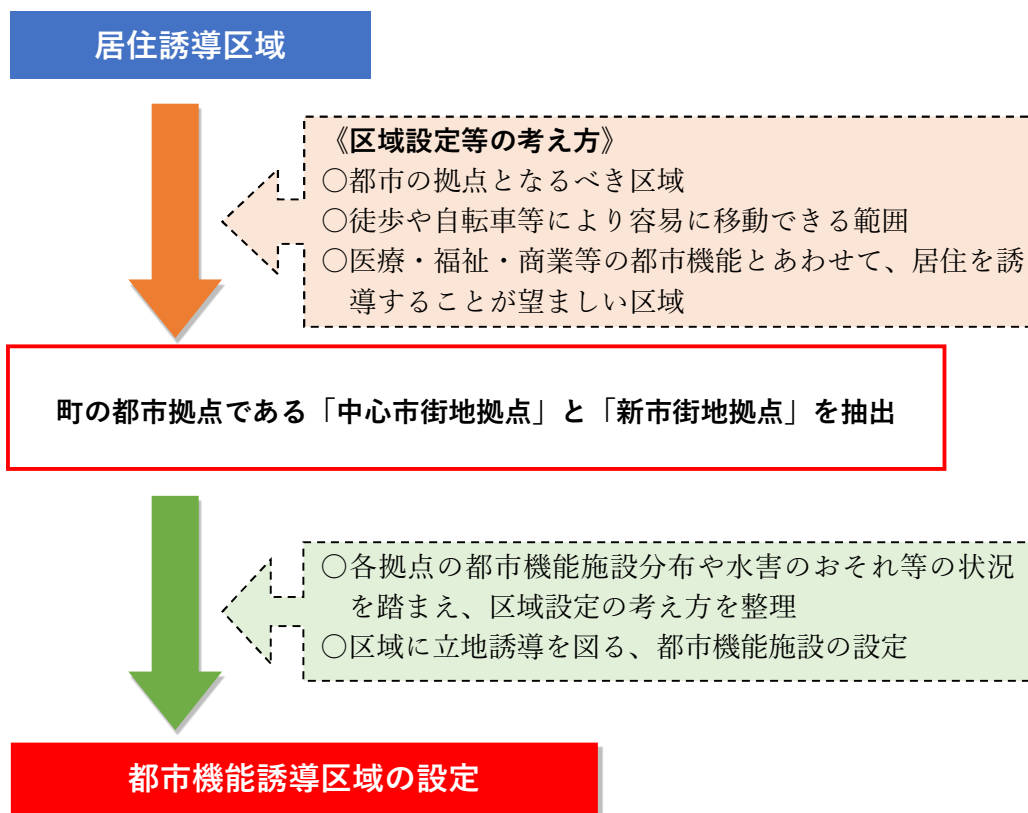 居住誘導区域
《区域設定等の考え方》
○都市の拠点となるべき区域
○徒歩や自転車等により容易に移動できる範囲
○医療・福祉・商業等の都市機能とあわせて、居住を誘
導することが望ましい区域
町の都市拠点である「中心市街地拠点」と「新市街地拠点」を抽出
○各拠点の都市機能施設分布や水害のおそれ等の状況
を踏まえ、区域設定の考え方を整理
○区域に立地誘導を図る、都市機能施設の設定
都市機能誘導区域の設定